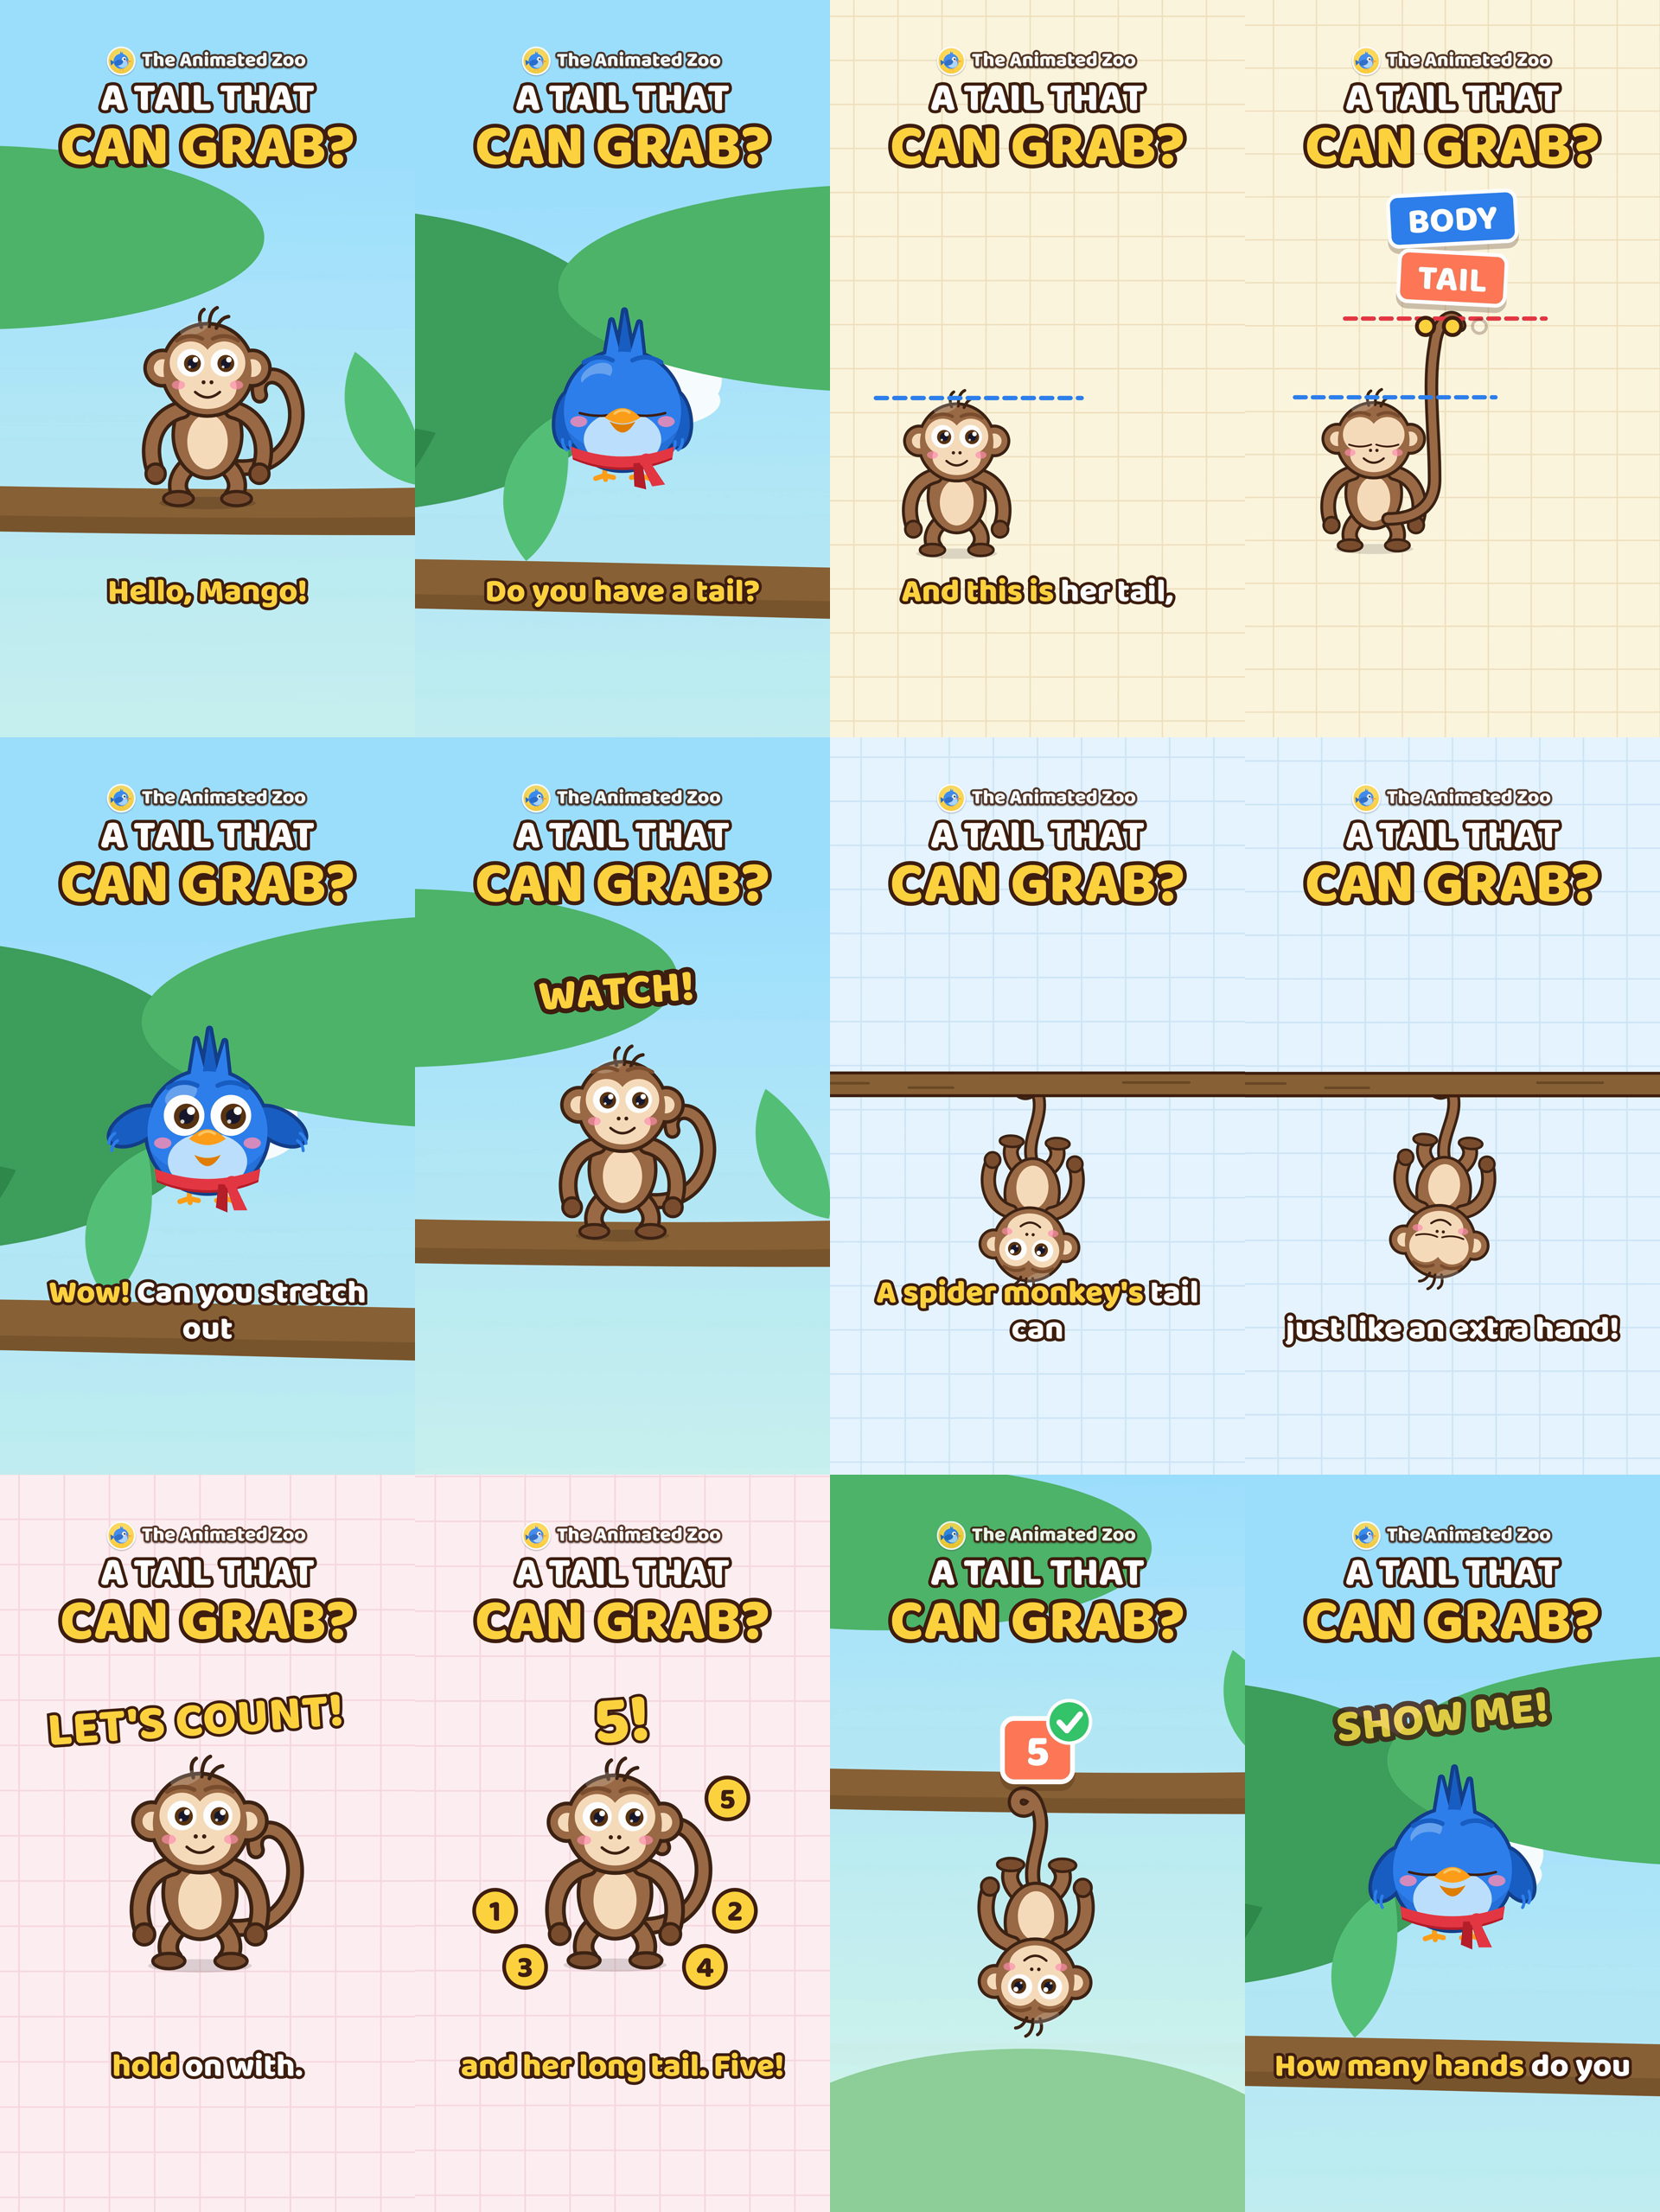 The Animated Zoo
A TAIL THAT
CAN GRAB?
Hello, Mango!
The Animated Zoo
A TAIL THAT
CAN GRAB?
Do you have a tail?
The Animated Zoo
A TAIL THAT
CAN GRAB?
And this is her tail,
The Animated Zoo
A TAIL THAT
CAN GRAB?
BODY
TAIL
The Animated Zoo
A TAIL THAT
CAN GRAB?
Wow! Can you stretch
out
The Animated Zoo
A TAIL THAT
CAN GRAB?
WATCH!
The Animated Zoo
A TAIL THAT
CAN GRAB?
A spider monkey's tail
can
The Animated Zoo
A TAIL THAT
CAN GRAB?
just like an extra hand!
The Animated Zoo
A TAIL THAT
CAN GRAB?
LET'S COUNT!
hold on with.
The Animated Zoo
A TAIL THAT
CAN GRAB?
5!
5
1
2
3
4
and her long tail. Five!
The Animated Zoo
A TAIL THAT
CAN GRAB?
5
The Animated Zoo
A TAIL THAT
CAN GRAB?
SHOW ME!
How many hands do you